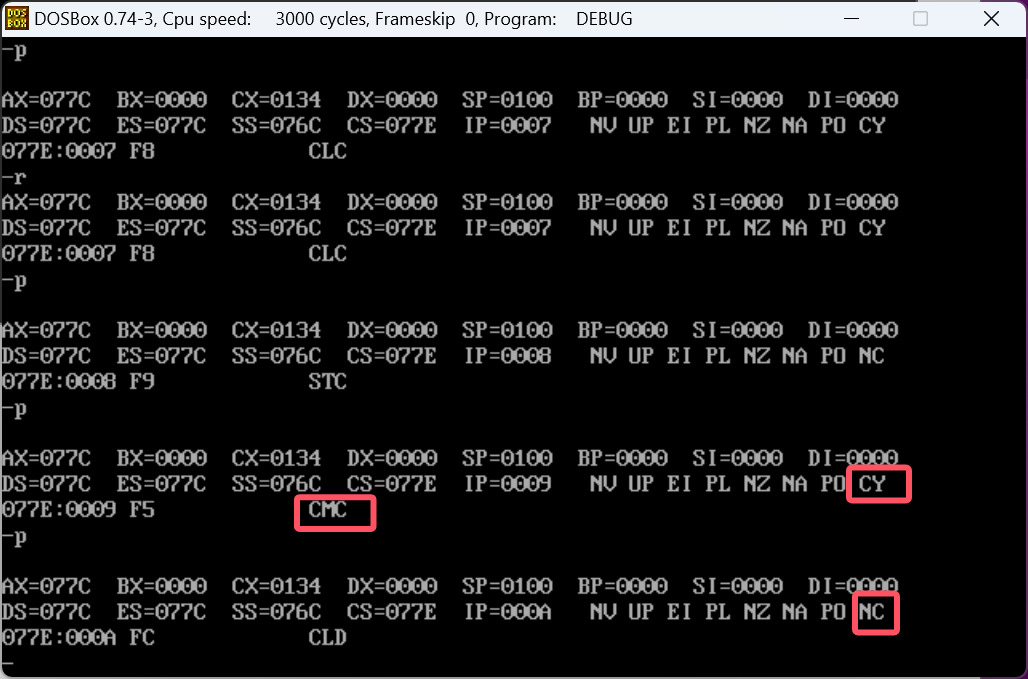 DOSBox 0.74-3, Cpu speed: 3000 cycles, Frameskip 0, Program: DEBUG
-p
AX=077C BX=0000 CX=0134 DX=0000 SP=0100 BP=0000 SI=0000 DI=0000
DS=077C ES=077C SS=076C CS=077E IP=0007 NV UP EI PL NZ NA PO CY
077E:0007 F8 CLC
-r
AX=077C BX=0000 CX=0134 DX=0000 SP=0100 BP=0000 SI=0000 DI=0000
DS=077C ES=077C SS=076C CS=077E IP=0007 NV UP EI PL NZ NA PO CY
077E:0007 F8 CLC
-p
AX=077C BX=0000 CX=0134 DX=0000 SP=0100 BP=0000 SI=0000 DI=0000
DS=077C ES=077C SS=076C CS=077E IP=0008 NV UP EI PL NZ NA PO NC
077E:0008 F9 STC
-p
AX=077C BX=0000 CX=0134 DX=0000 SP=0100 BP=0000 SI=0000 DI=0000
DS=077C ES=077C SS=076C CS=077E IP=0009 NV UP EI PL NZ NA PO CY
077E:0009 F5 CMC
-p
AX=077C BX=0000 CX=0134 DX=0000 SP=0100 BP=0000 SI=0000 DI=0000
DS=077C ES=077C SS=076C CS=077E IP=000A NV UP EI PL NZ NA PO NC
077E:000A FC CLD
-